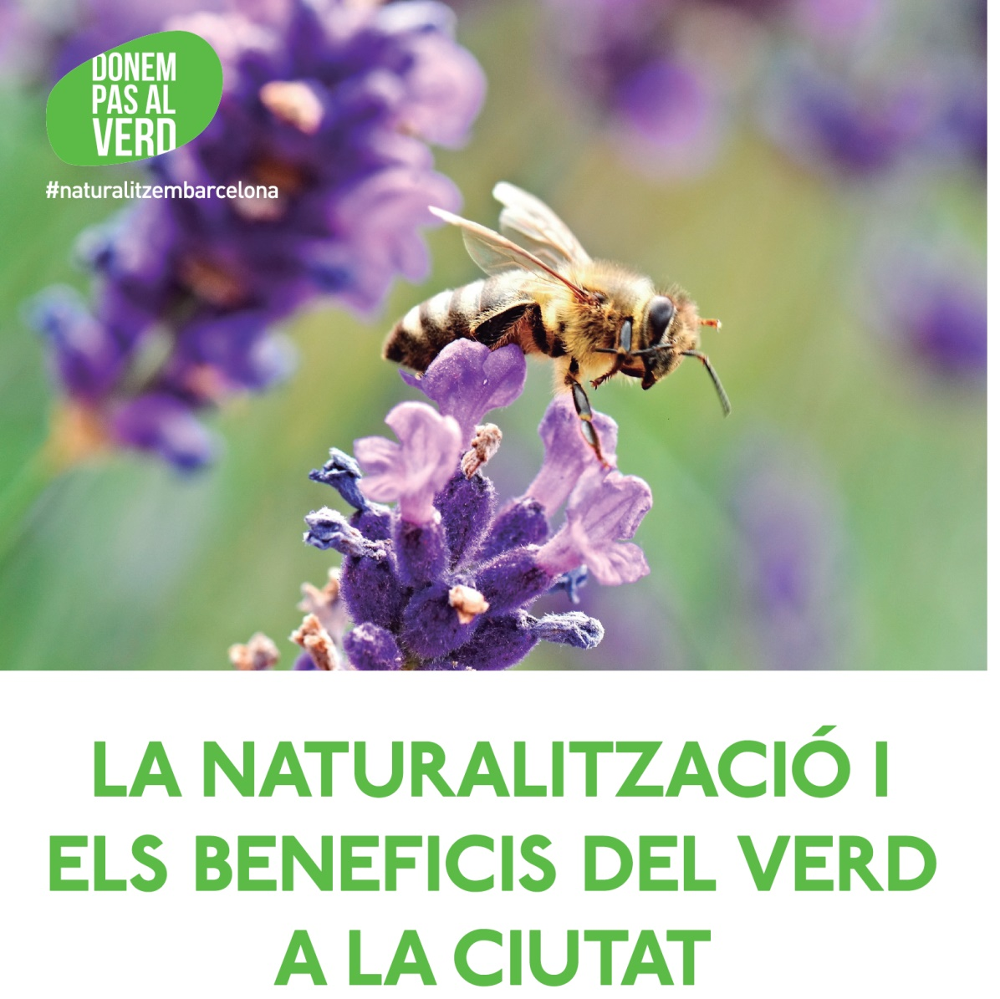 DONEM
PAS AL
VERD
#naturalitzembarcelona
LA NATURALITZACIÓ I
ELS BENEFICIS DEL VERD
A LA CIUTAT